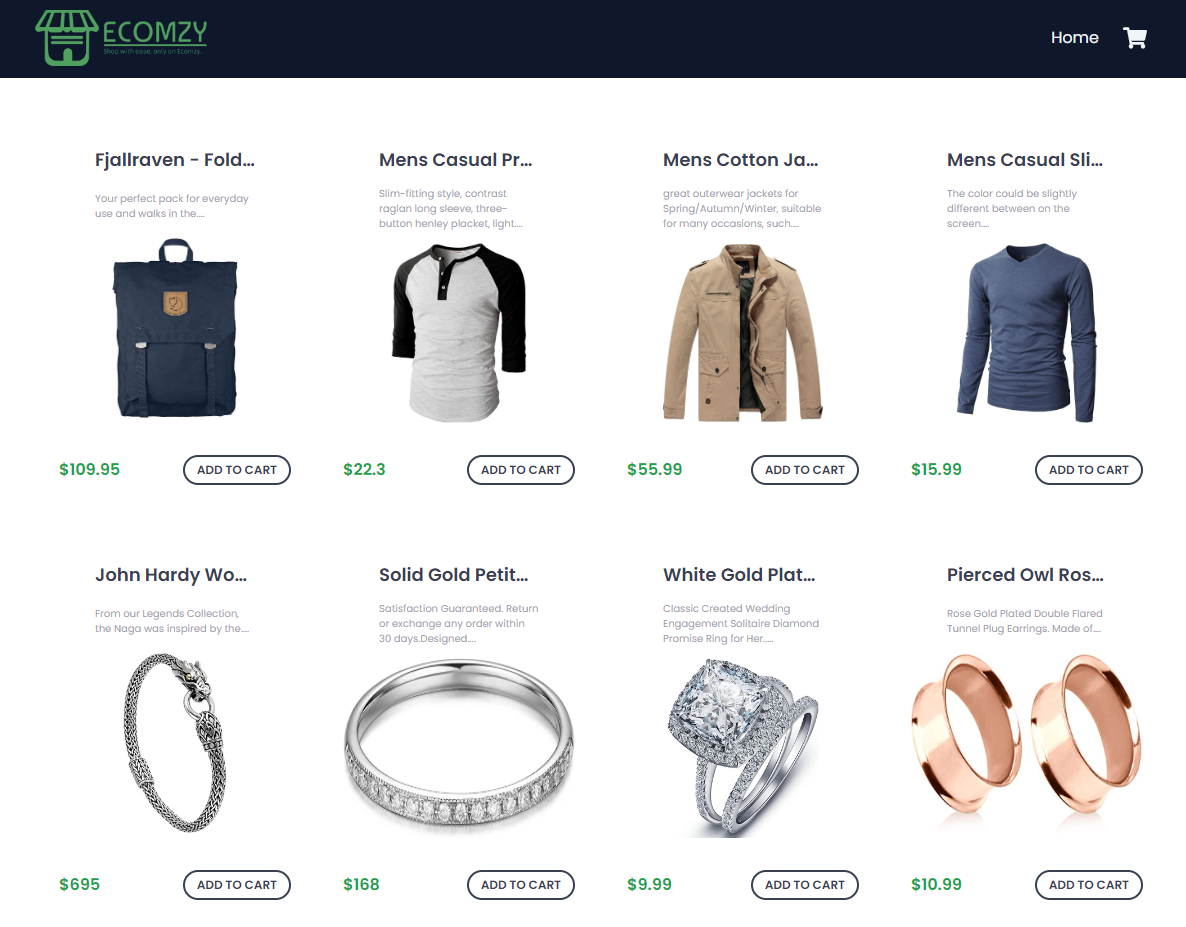 ECOMZY
Shop with ease, only on Ecomzy.
Home
Fjallraven - Fold...
Mens Casual Pr...
Mens Cotton Ja...
Mens Casual Sli...
Your perfect pack for everyday
use and walks in the....
Slim-fitting style, contrast
raglan long sleeve, three-
button henley placket, light....
great outerwear jackets for
Spring/Autumn/Winter, suitable
for many occasions, such....
The color could be slightly
different between on the
screen....
$109.95
ADD TO CART
$22.3
ADD TO CART
$55.99
ADD TO CART
$15.99
ADD TO CART
John Hardy Wo...
Solid Gold Petit...
White Gold Plat...
Pierced Owl Ros...
From our Legends Collection,
the Naga was inspired by the....
Satisfaction Guaranteed. Return
or exchange any order within
30 days.Designed....
Classic Created Wedding
Engagement Solitaire Diamond
Promise Ring for Her.....
Rose Gold Plated Double Flared
Tunnel Plug Earrings. Made of....
$695
ADD TO CART
$168
ADD TO CART
$9.99
ADD TO CART
$10.99
ADD TO CART